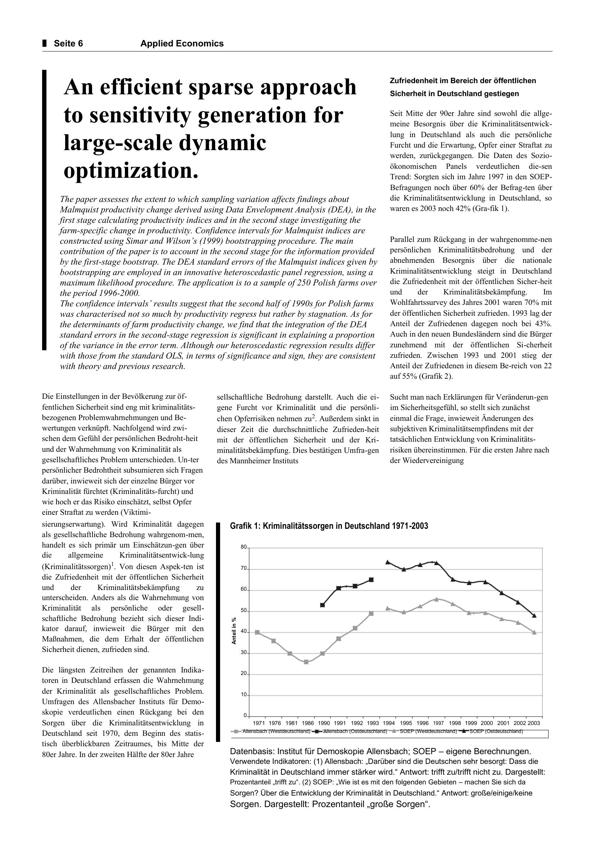 Seite 6
Applied Economics
An efficient sparse approach
to sensitivity generation for
large-scale dynamic
optimization.
The paper assesses the extent to which sampling variation affects findings about
Malmquist productivity change derived using Data Envelopment Analysis (DEA), in the
first stage calculating productivity indices and in the second stage investigating the
farm-specific change in productivity. Confidence intervals for Malmquist indices are
constructed using Simar and Wilson's (1999) bootstrapping procedure. The main
contribution of the paper is to account in the second stage for the information provided
by the first-stage bootstrap. The DEA standard errors of the Malmquist indices given by
bootstrapping are employed in an innovative heteroscedastic panel regression, using a
maximum likelihood procedure. The application is to a sample of 250 Polish farms over
the period 1996-2000.
The confidence intervals' results suggest that the second half of 1990s for Polish farms
was characterised not so much by productivity regress but rather by stagnation. As for
the determinants of farm productivity change, we find that the integration of the DEA
standard errors in the second-stage regression is significant in explaining a proportion
of the variance in the error term. Although our heteroscedastic regression results differ
with those from the standard OLS, in terms of significance and sign, they are consistent
with theory and previous research.
Zufriedenheit im Bereich der öffentlichen
Sicherheit in Deutschland gestiegen
Seit Mitte der 90er Jahre sind sowohl die allge-
meine Besorgnis über die Kriminalitätsentwick-
lung in Deutschland als auch die persönliche
Furcht und die Erwartung, Opfer einer Straftat zu
werden, zurückgegangen. Die Daten des Sozio-
ökonomischen Panels verdeutlichen die-sen
Trend: Sorgten sich im Jahre 1997 in den SOEP-
Befragungen noch über 60% der Befrag-ten über
die Kriminalitätsentwicklung in Deutschland, so
waren es 2003 noch 42% (Gra-fik 1).
Parallel zum Rückgang in der wahrgenomme-nen
persönlichen Kriminalitätsbedrohung und der
abnehmenden Besorgnis über die nationale
Kriminalitätsentwicklung steigt in Deutschland
die Zufriedenheit mit der öffentlichen Sicher-heit
und der Kriminalitätsbekämpfung. Im
Wohlfahrtssurvey des Jahres 2001 waren 70% mit
der öffentlichen Sicherheit zufrieden. 1993 lag der
Anteil der Zufriedenen dagegen noch bei 43%.
Auch in den neuen Bundesländern sind die Bürger
zunehmend mit der öffentlichen Si-cherheit
zufrieden. Zwischen 1993 und 2001 stieg der
Anteil der Zufriedenen in diesem Be-reich von 22
auf 55% (Grafik 2).
Die Einstellungen in der Bevölkerung zur öf-
fentlichen Sicherheit sind eng mit kriminalitäts-
bezogenen Problemwahrnehmungen und Be-
wertungen verknüpft. Nachfolgend wird zwi-
schen dem Gefühl der persönlichen Bedroht-heit
und der Wahrnehmung von Kriminalität als
gesellschaftliches Problem unterschieden. Un-ter
persönlicher Bedrohtheit subsumieren sich Fragen
darüber, inwieweit sich der einzelne Bürger vor
Kriminalität fürchtet (Kriminalitäts-furcht) und
wie hoch er das Risiko einschätzt, selbst Opfer
einer Straftat zu werden (Viktimi-
sierungserwartung). Wird Kriminalität dagegen
als gesellschaftliche Bedrohung wahrgenom-men,
handelt es sich primär um Einschätzun-gen über
die allgemeine Kriminalitätsentwick-lung
(Kriminalitätssorgen)1. Von diesen Aspek-ten ist
die Zufriedenheit mit der öffentlichen Sicherheit
und der Kriminalitätsbekämpfung zu
unterscheiden. Anders als die Wahrnehmung von
Kriminalität als persönliche oder gesell-
schaftliche Bedrohung bezieht sich dieser Indi-
kator darauf, inwieweit die Bürger mit den
Maßnahmen, die dem Erhalt der öffentlichen
Sicherheit dienen, zufrieden sind.
Die längsten Zeitreihen der genannten Indika-
toren in Deutschland erfassen die Wahrnehmung
der Kriminalität als gesellschaftliches Problem.
Umfragen des Allensbacher Instituts für Demo-
skopie verdeutlichen einen Rückgang bei den
Sorgen über die Kriminalitätsentwicklung in
Deutschland seit 1970, dem Beginn des statis-
tisch überblickbaren Zeitraumes, bis Mitte der
80er Jahre. In der zweiten Hälfte der 80er Jahre
sellschaftliche Bedrohung darstellt. Auch die ei-
gene Furcht vor Kriminalität und die persönli-
chen Opferrisiken nehmen zu2. Außerdem sinkt in
dieser Zeit die durchschnittliche Zufrieden-heit
mit der öffentlichen Sicherheit und der Kri-
minalitätsbekämpfung. Dies bestätigen Umfra-gen
des Mannheimer Instituts
Sucht man nach Erklärungen für Veränderun-gen
im Sicherheitsgefühl, so stellt sich zunächst
einmal die Frage, inwieweit Änderungen des
subjektiven Kriminalitätsempfindens mit der
tatsächlichen Entwicklung von Kriminalitäts-
risiken übereinstimmen. Für die ersten Jahre nach
der Wiedervereinigung
Grafik 1: Kriminalitätssorgen in Deutschland 1971-2003
Anteil in %
80
70
60
50
40
30
20
10
0
1971 1976 1981 1986 1990 1991 1992 1993 1994 1995 1996 1997 1998 1999 2000 2001 2002 2003
Allensbach (Westdeutschland) Allensbach (Ostdeutschland) SOEP (Westdeutschland) SOEP (Ostdeutschland)
Datenbasis: Institut für Demoskopie Allensbach; SOEP – eigene Berechnungen.
Verwendete Indikatoren: (1) Allensbach: „Darüber sind die Deutschen sehr besorgt: Dass die
Kriminalität in Deutschland immer stärker wird.“ Antwort: trifft zu/trifft nicht zu. Dargestellt:
Prozentanteil „trifft zu“. (2) SOEP: „Wie ist es mit den folgenden Gebieten – machen Sie sich da
Sorgen? Über die Entwicklung der Kriminalität in Deutschland.“ Antwort: große/einige/keine
Sorgen. Dargestellt: Prozentanteil „große Sorgen“.